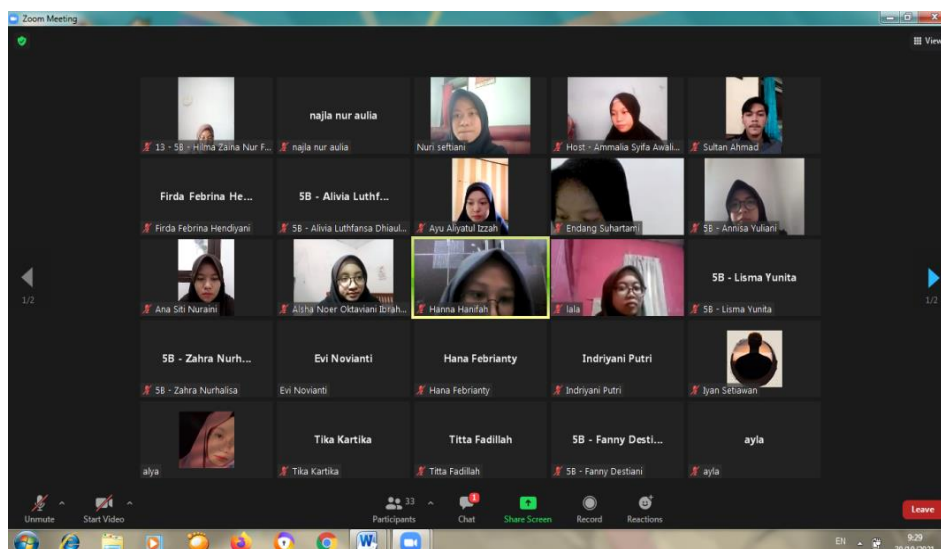 Zoom Meeting
View
13 - 5B - Hilma Zaina Nur F...
najla nur aulia
najla nur aulia
Nuri seftiani
Host - Ammalia Syifa Awali...
Sultan Ahmad
Firda Febrina He...
Firda Febrina Hendiyani
5B - Alivia Luthf...
5B - Alivia Luthfansa Dhiaul...
Ayu Aliyatul Izzah
Endang Suhartami
5B - Annisa Yuliani
Ana Siti Nuraini
Alsha Noer Oktaviani Ibrah...
Hanna Hanifah
lala
5B - Lisma Yunita
5B - Lisma Yunita
1/2
1/2
5B - Zahra Nurh...
5B - Zahra Nurhalisa
Evi Novianti
Evi Novianti
Hana Febrianty
Hana Febrianty
Indriyani Putri
Indriyani Putri
Iyan Setiawan
alya
Tika Kartika
Tika Kartika
Titta Fadillah
Titta Fadillah
5B - Fanny Desti...
5B - Fanny Destiani
ayla
ayla
Unmute
Start Video
33
Participants
1
Chat
Share Screen
Record
Reactions
Leave
EN
9:29